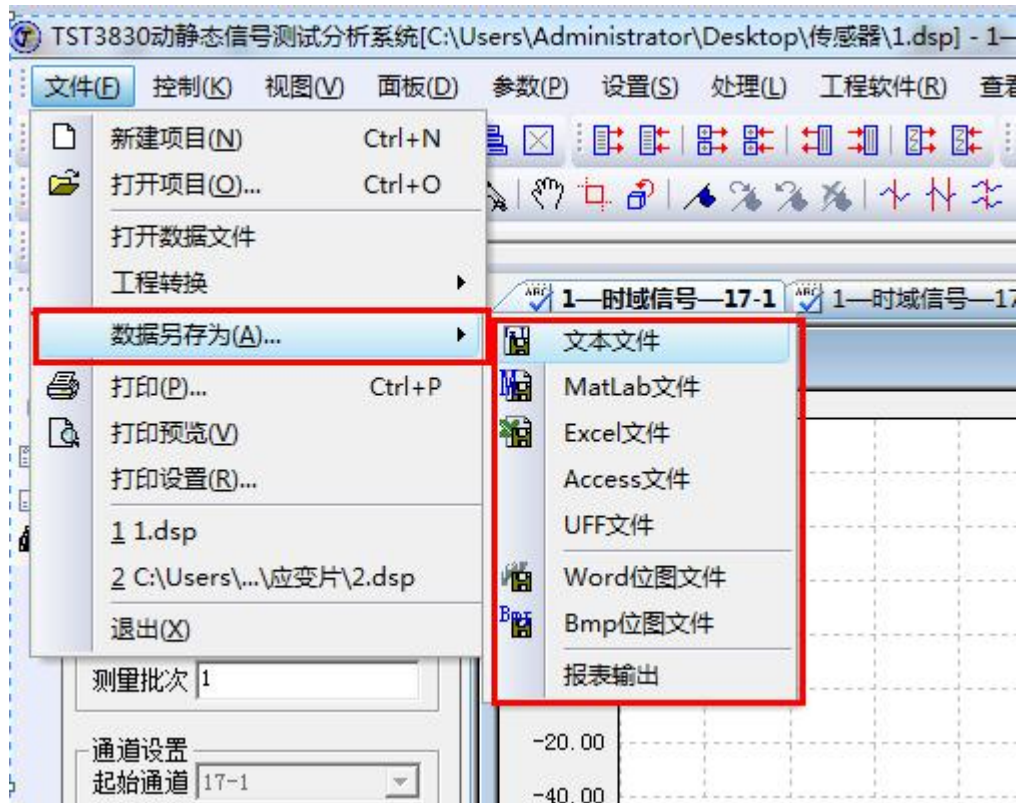 TST3830动静态信号测试分析系统[C:\Users\Administrator\Desktop\传感器\1.dsp] - 1—
文件(F) 控制(K) 视图(V) 面板(D) 参数(P) 设置(S) 处理(L) 工程软件(R) 查看
新建项目(N) Ctrl+N
打开项目(O)... Ctrl+O
打开数据文件
工程转换
1—时域信号—17-1 1—时域信号—17
数据另存为(A)...
文本文件
打印(P)... Ctrl+P
MatLab文件
打印预览(V)
Excel文件
打印设置(R)...
Access文件
1 1.dsp
UFF文件
2 C:\Users\...\应变片\2.dsp
Word位图文件
退出(X)
Bmp位图文件
测量批次 1
报表输出
通道设置
-20.00
起始通道 17-1
-40.00